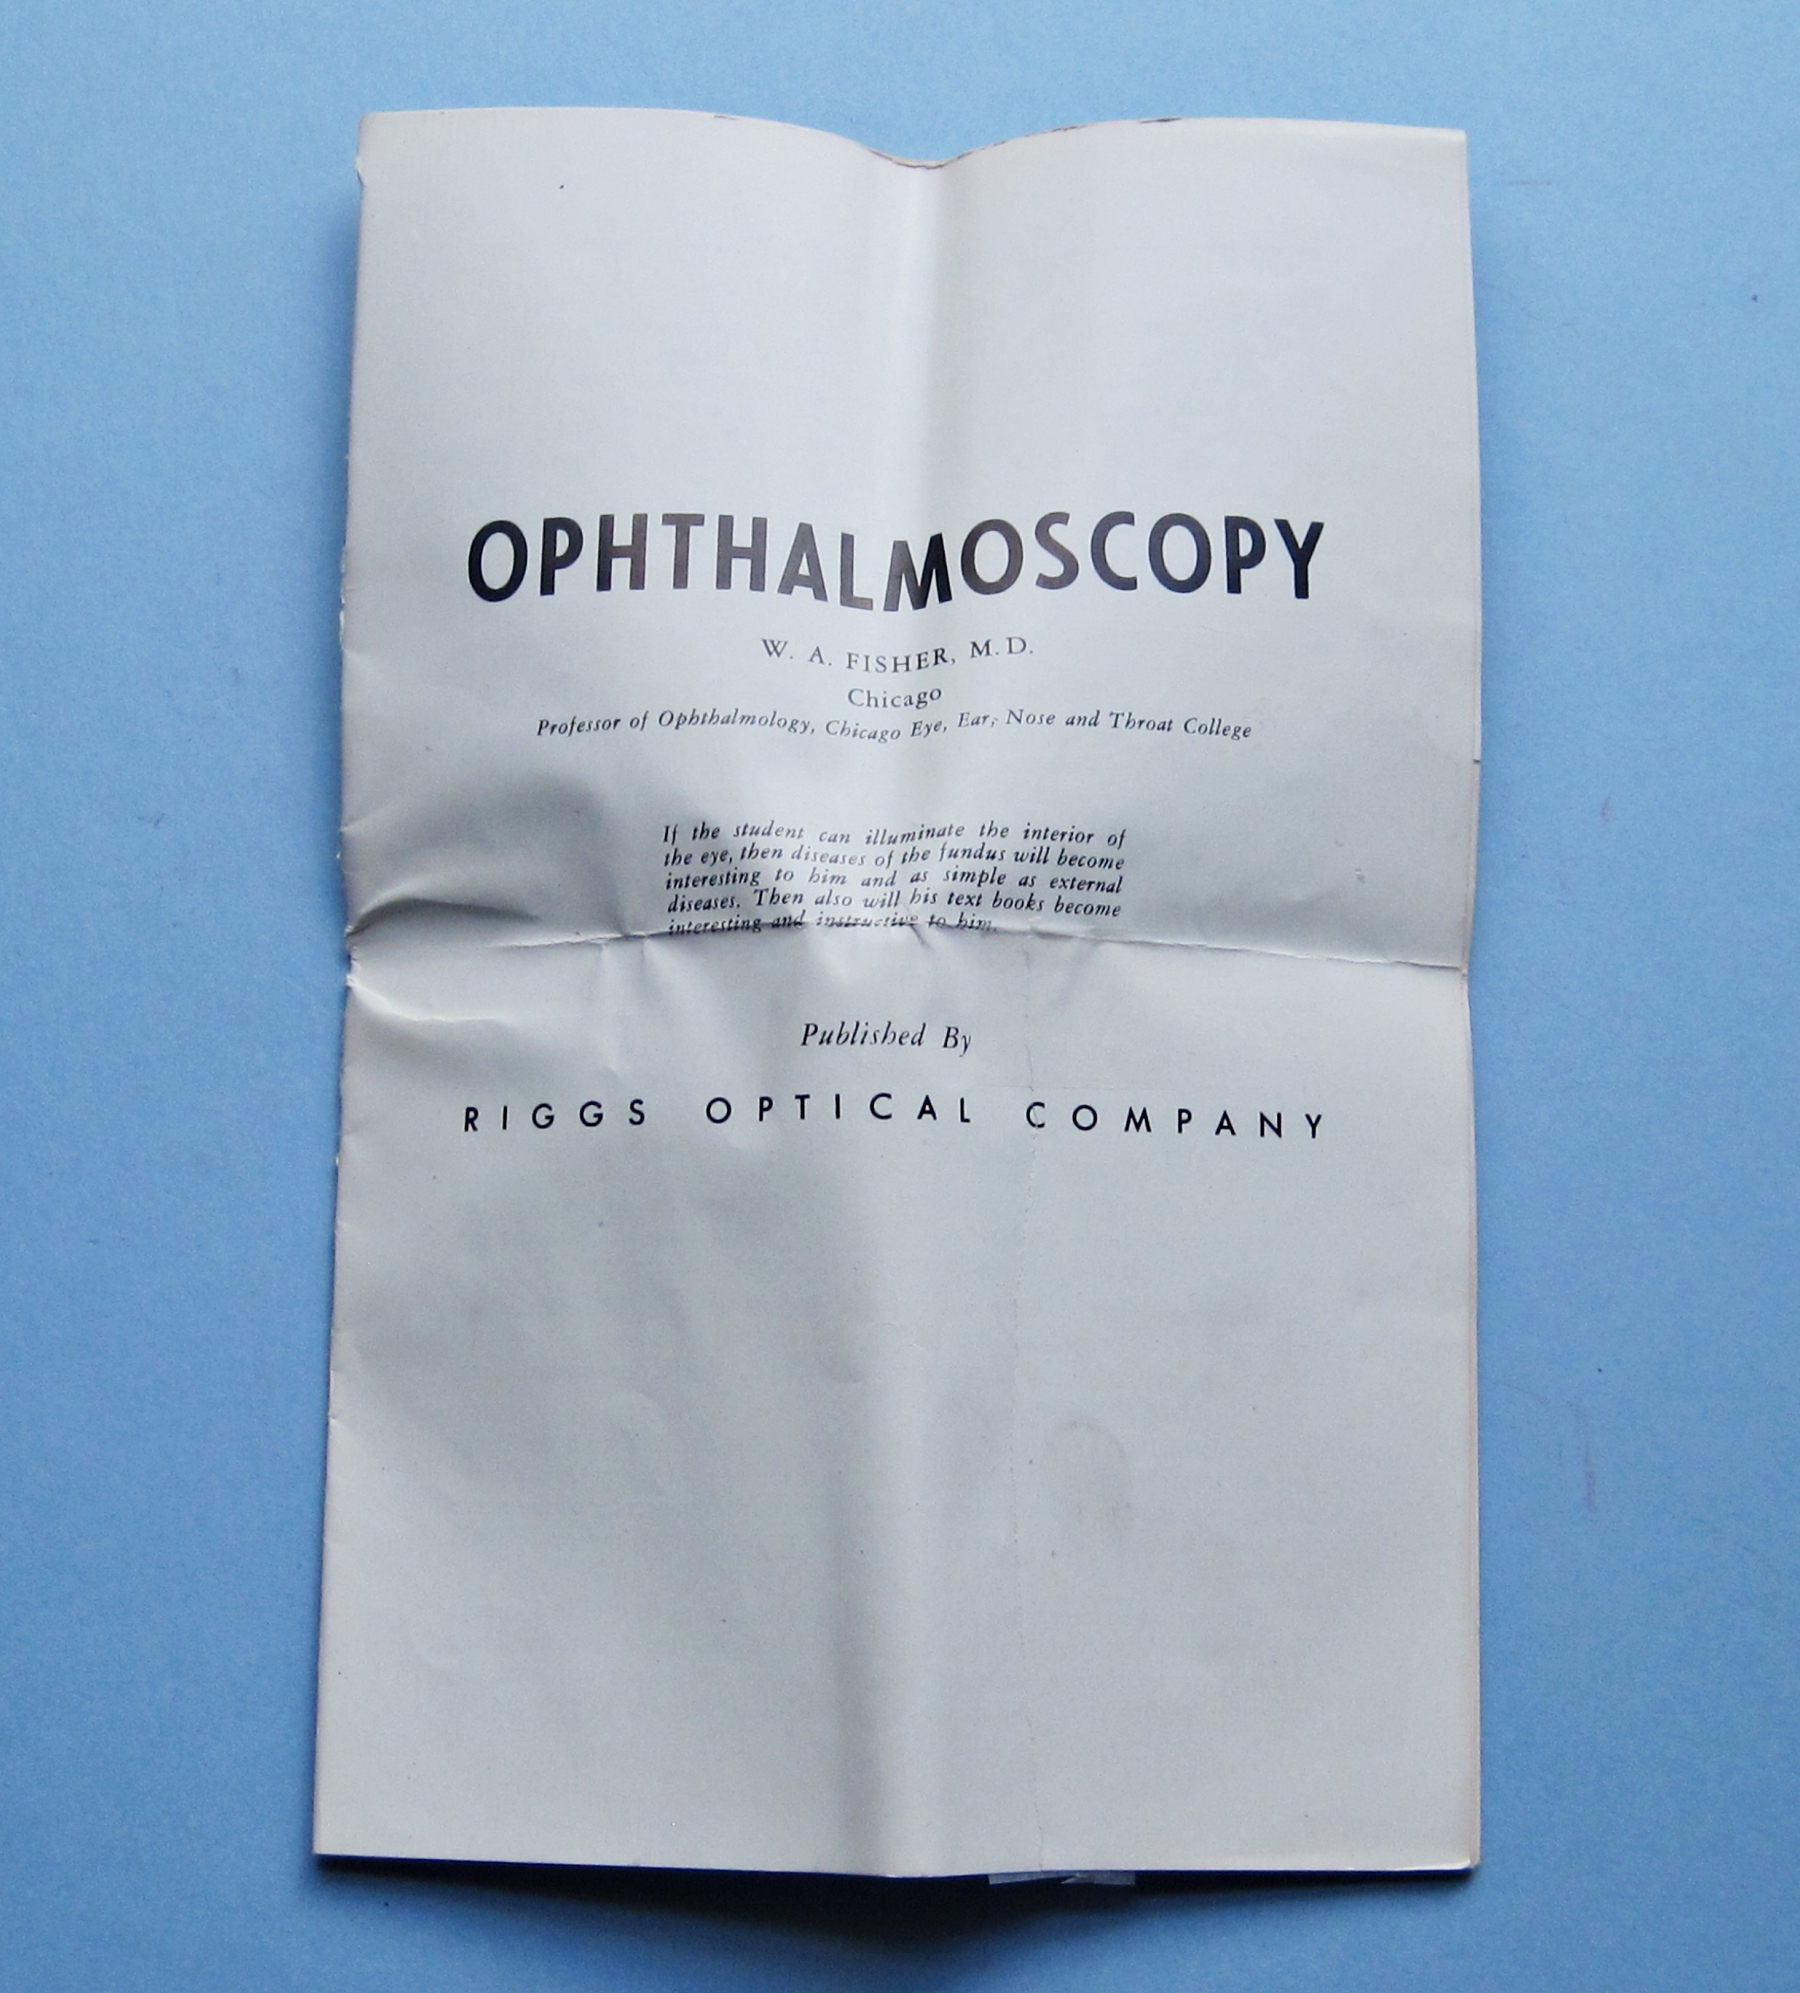 OPHTHALMOSCOPY
W. A. FISHER, M.D.
Chicago
Professor of Ophthalmology, Chicago Eye, Ear, Nose and Throat College
If the student can illuminate the interior of
the eye, then diseases of the fundus will become
interesting to him and as simple as external
diseases. Then also will his text books become
interesting and instructive to him.
Published By
RIGGS OPTICAL COMPANY